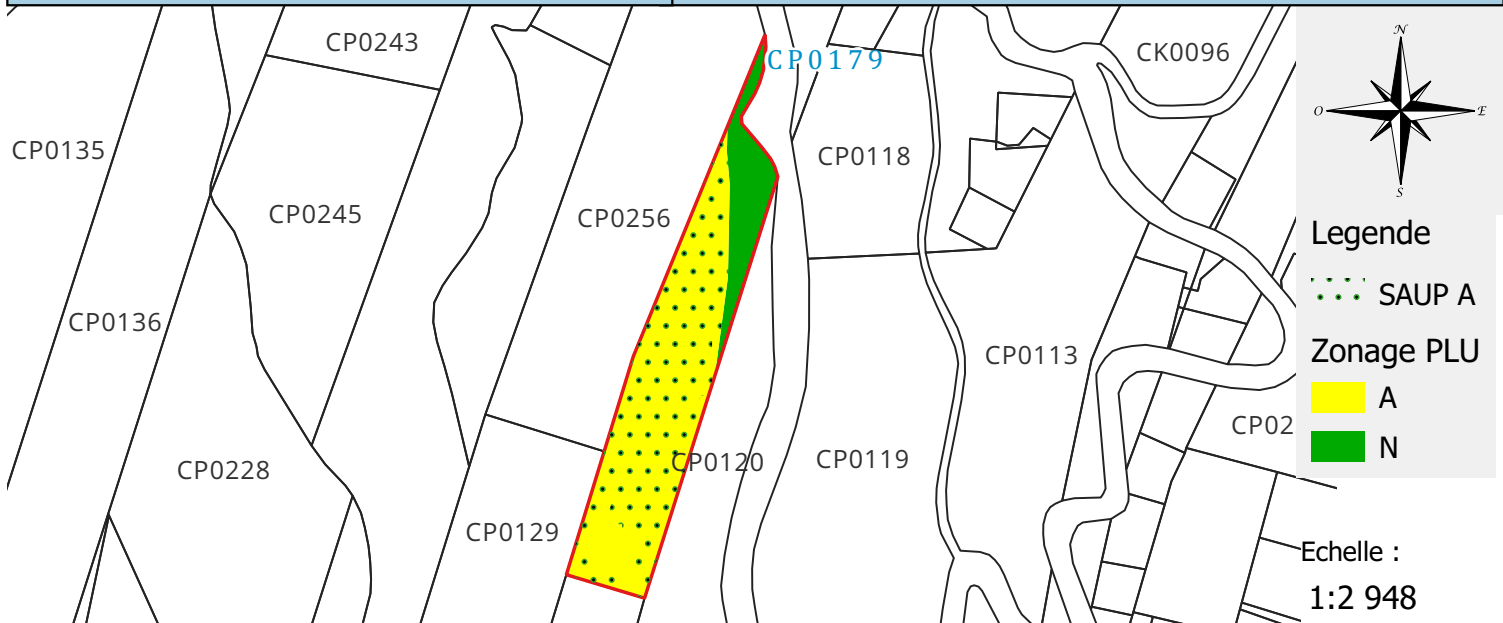 CP0243
CP0179
CK0096
N
O
E
S
CP0135
CP0118
CP0245
CP0256
Legende
SAUP A
CP0136
CP0113
Zonage PLU
A
N
CP02
CP0228
CP0120
CP0119
CP0129
Echelle :
1:2 948